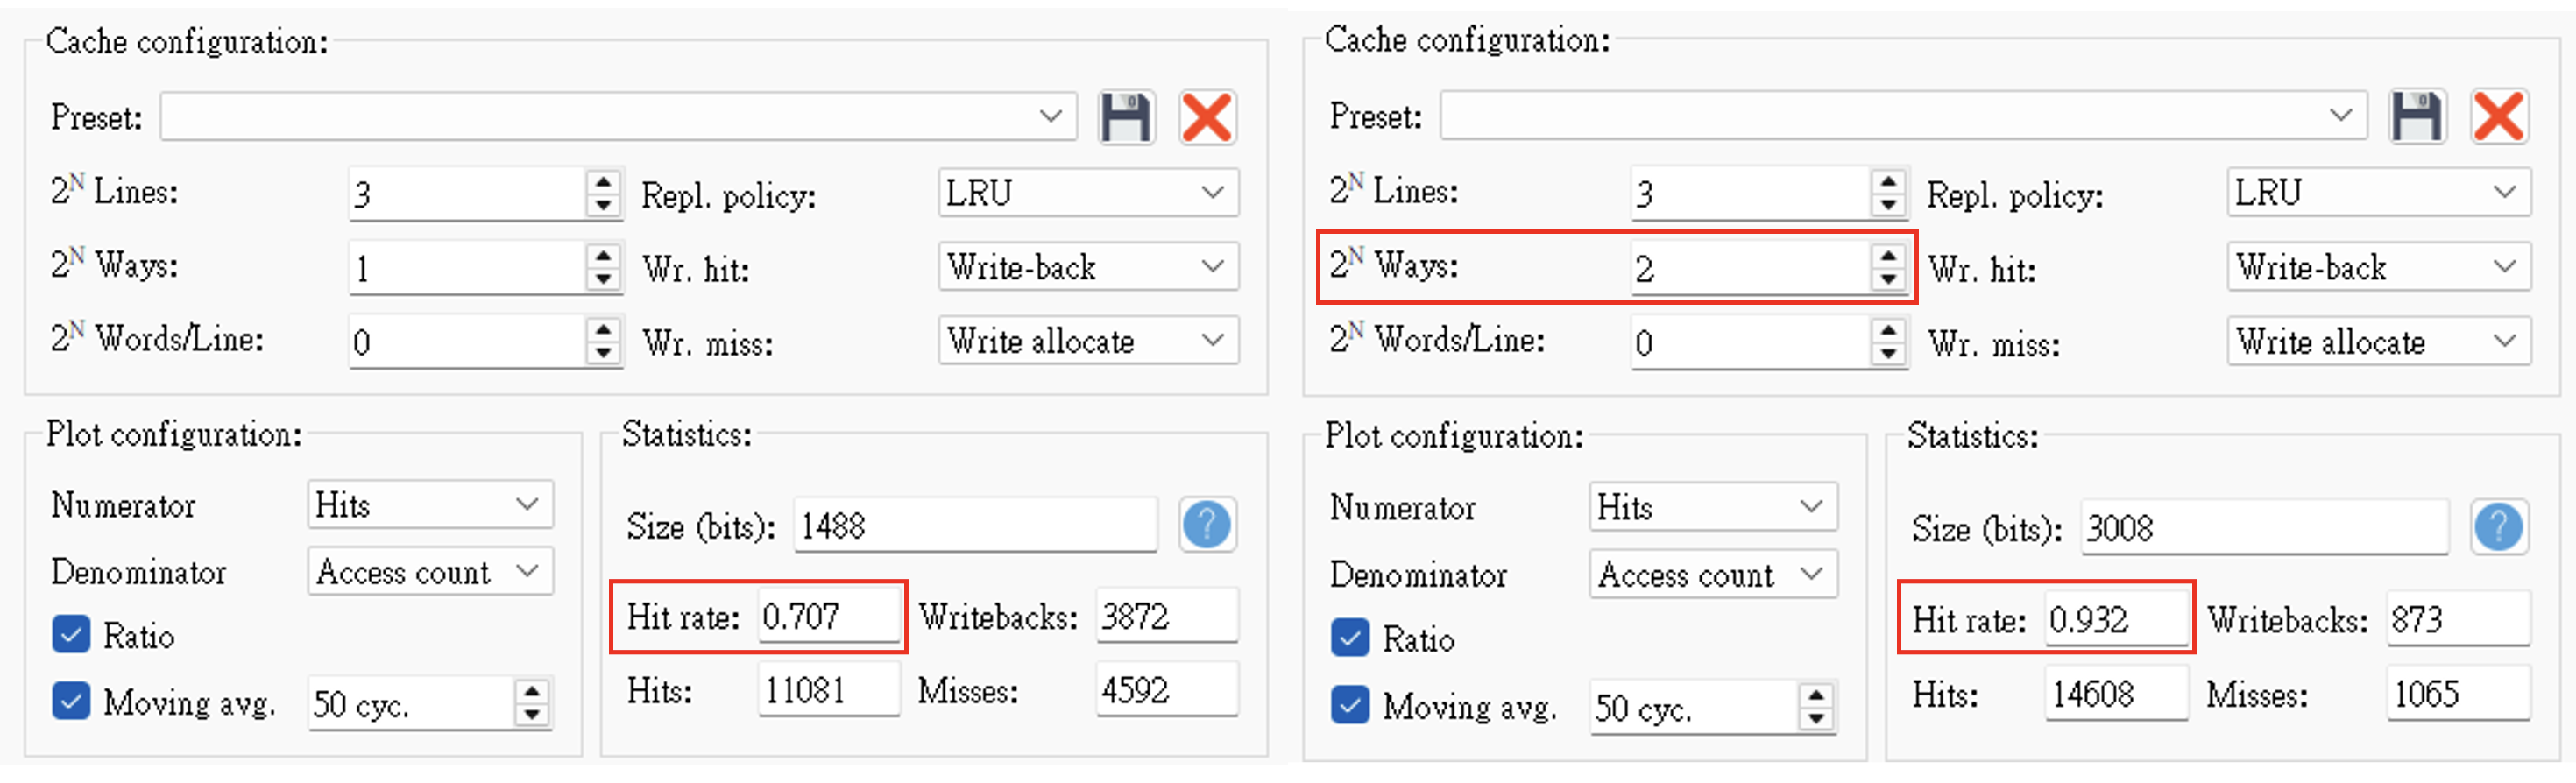 Cache configuration:
Preset:
2^N Lines: 3 Repl. policy: LRU
2^N Ways: 1 Wr. hit: Write-back
2^N Words/Line: 0 Wr. miss: Write allocate
Plot configuration:
Numerator Hits
Denominator Access count
Ratio
Moving avg. 50 cyc.
Statistics:
Size (bits): 1488 ?
Hit rate: 0.707 Writebacks: 3872
Hits: 11081 Misses: 4592
Cache configuration:
Preset:
2^N Lines: 3 Repl. policy: LRU
2^N Ways: 2 Wr. hit: Write-back
2^N Words/Line: 0 Wr. miss: Write allocate
Plot configuration:
Numerator Hits
Denominator Access count
Ratio
Moving avg. 50 cyc.
Statistics:
Size (bits): 3008 ?
Hit rate: 0.932 Writebacks: 873
Hits: 14608 Misses: 1065